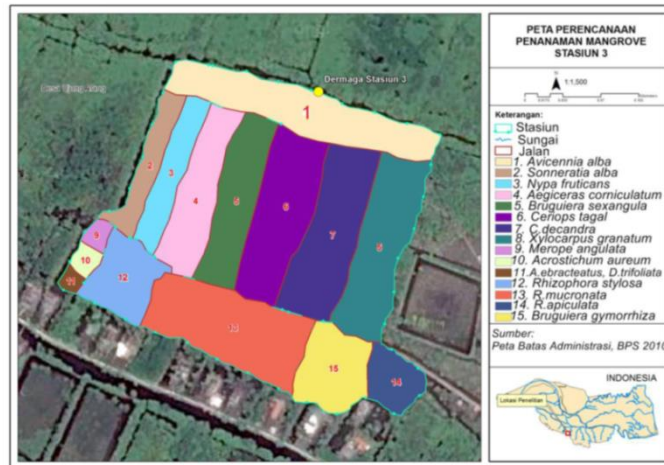 Dermaga Stasiun 3
1
2
3
4
5
6
7
8
9
10
11
12
13
15
14
PETA PERENCANAAN
PENANAMAN MANGROVE
STASIUN 3
1:1,500
Keterangan:
Stasiun
Sungai
Jalan
1. Avicennia alba
2. Sonneratia alba
3. Nypa fruticans
4. Aegiceras corniculatum
5. Bruguiera sexangula
6. Ceriops tagal
7. C.decandra
8. Xylocarpus granatum
9. Merope angulata
10. Acrostichum aureum
11.A.ebracteatus, D.trifoliata
12. Rhizophora stylosa
13. R.mucronata
14. R.apiculata
15. Bruguiera gymorrhiza
Sumber:
Peta Batas Administrasi, BPS 2010
INDONESIA
Lokasi Penelitian